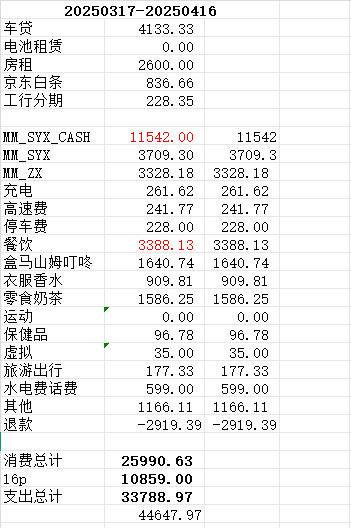 20250317-20250416
车贷 4133.33
电池租赁 0.00
房租 2600.00
京东白条 836.66
工行分期 228.35
MM_SYX_CASH 11542.00 11542
MM_SYX 3709.30 3709.3
MM_ZX 3328.18 3328.18
充电 261.62 261.62
高速费 241.77 241.77
停车费 228.00 228.00
餐饮 3388.13 3388.13
盒马山姆叮咚 1640.74 1640.74
衣服香水 909.81 909.81
零食奶茶 1586.25 1586.25
运动 0.00 0.00
保健品 96.78 96.78
虚拟 35.00 35.00
旅游出行 177.33 177.33
水电费话费 599.00 599.00
其他 1166.11 1166.11
退款 -2919.39 -2919.39
消费总计 25990.63
16p 10859.00
支出总计 33788.97
44647.97